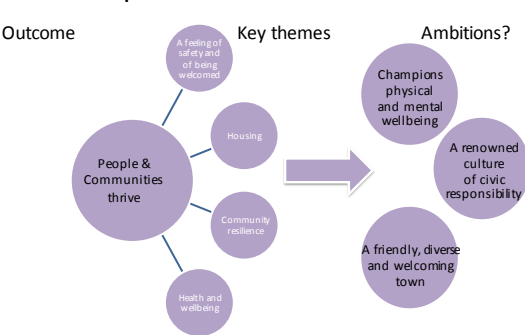 Outcome
Key themes
Ambitions?
A feeling of
safety and
of being
welcomed
Housing
People &
Communities
thrive
Community
resilience
Health and
wellbeing
Champions
physical
and mental
wellbeing
A renowned
culture
of civic
responsibility
A friendly, diverse
and welcoming
town